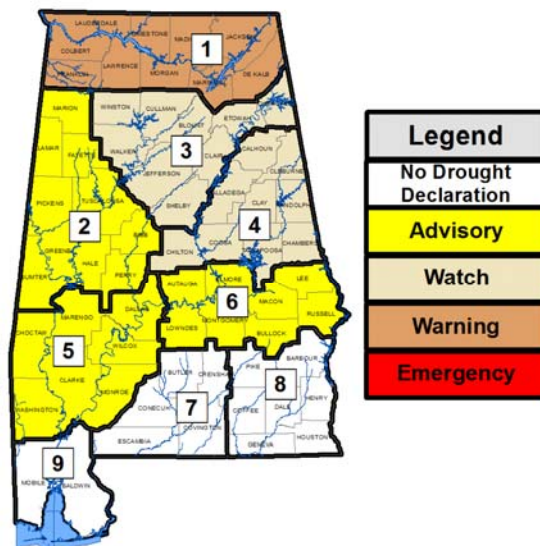 LAUDERDALE
LIMESTONE
MADISON
JACKSON
COLBERT
1
FRANKLIN
LAWRENCE
MORGAN
MARSHALL
DE KALB
MARION
WINSTON
CULLMAN
BLOUNT
ETOWAH
LAMAR
FAYETTE
WALKER
3
CALHOUN
JEFFERSON
ST. CLAIR
CLEBURNE
PICKENS
TUSCALOOSA
TALLADEGA
RANDOLPH
2
SHELBY
CLAY
4
GREENE
BIBB
HALE
COOSA
TALLAPOOSA
CHAMBERS
CHILTON
SUMTER
PERRY
AUTAUGA
ELMORE
LEE
6
MACON
DALLAS
MARENGO
CHOCTAW
LOWNDES
MONTGOMERY
RUSSELL
BULLOCK
WILCOX
5
CLARKE
MONROE
WASHINGTON
BUTLER
CRENSHAW
PIKE
BARBOUR
7
CONECUH
COVINGTON
ESCAMBIA
8
COFFEE
DALE
HENRY
GENEVA
HOUSTON
9
MOBILE
BALDWIN
Legend
No Drought
Declaration
Advisory
Watch
Warning
Emergency